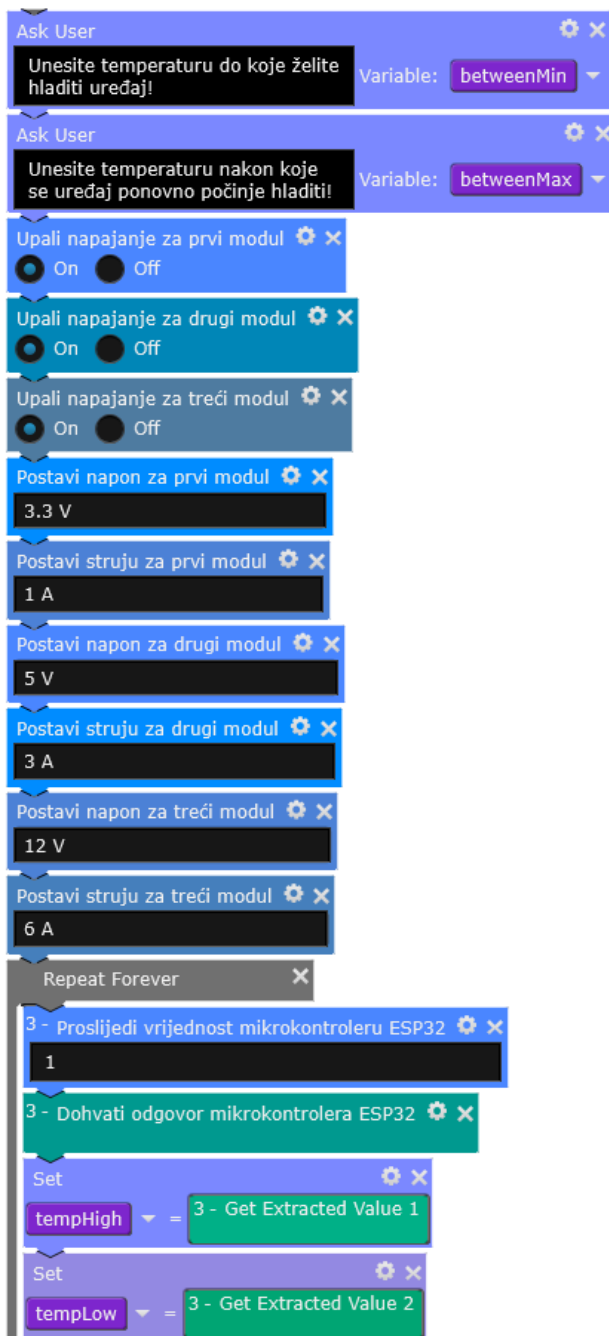 Ask User
Unesite temperaturu do koje želite
hladiti uređaj!
Variable: betweenMin
Ask User
Unesite temperaturu nakon koje
se uređaj ponovno počinje hladiti!
Variable: betweenMax
Upali napajanje za prvi modul
On Off
Upali napajanje za drugi modul
On Off
Upali napajanje za treći modul
On Off
Postavi napon za prvi modul
3.3 V
Postavi struju za prvi modul
1 A
Postavi napon za drugi modul
5 V
Postavi struju za drugi modul
3 A
Postavi napon za treći modul
12 V
Postavi struju za treći modul
6 A
Repeat Forever
3 - Proslijedi vrijednost mikrokontroleru ESP32
1
3 - Dohvati odgovor mikrokontrolera ESP32
Set
tempHigh = 3 - Get Extracted Value 1
Set
tempLow = 3 - Get Extracted Value 2